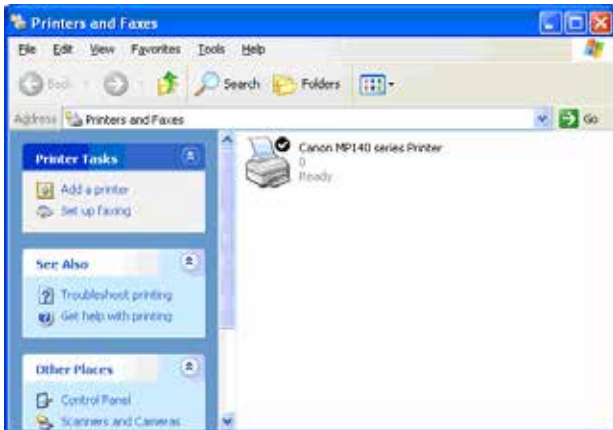 Printers and Faxes
File Edit View Favorites Tools Help
Back Search Folders
Address Printers and Faxes Go
Printer Tasks
Add a printer
Set up faxing
See Also
Troubleshoot printing
Get help with printing
Other Places
Control Panel
Scanners and Cameras
Canon MP140 series Printer
0
Ready